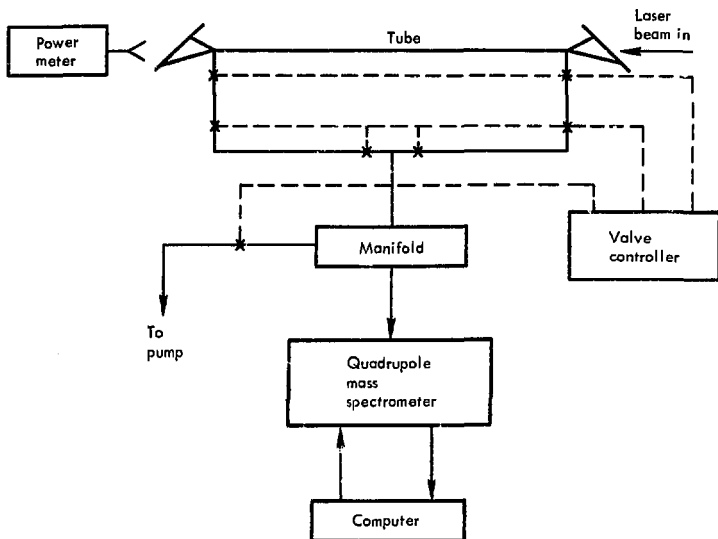 Power
meter
Tube
Laser
beam in
Valve
controller
Manifold
To
pump
Quadrupole
mass
spectrometer
Computer